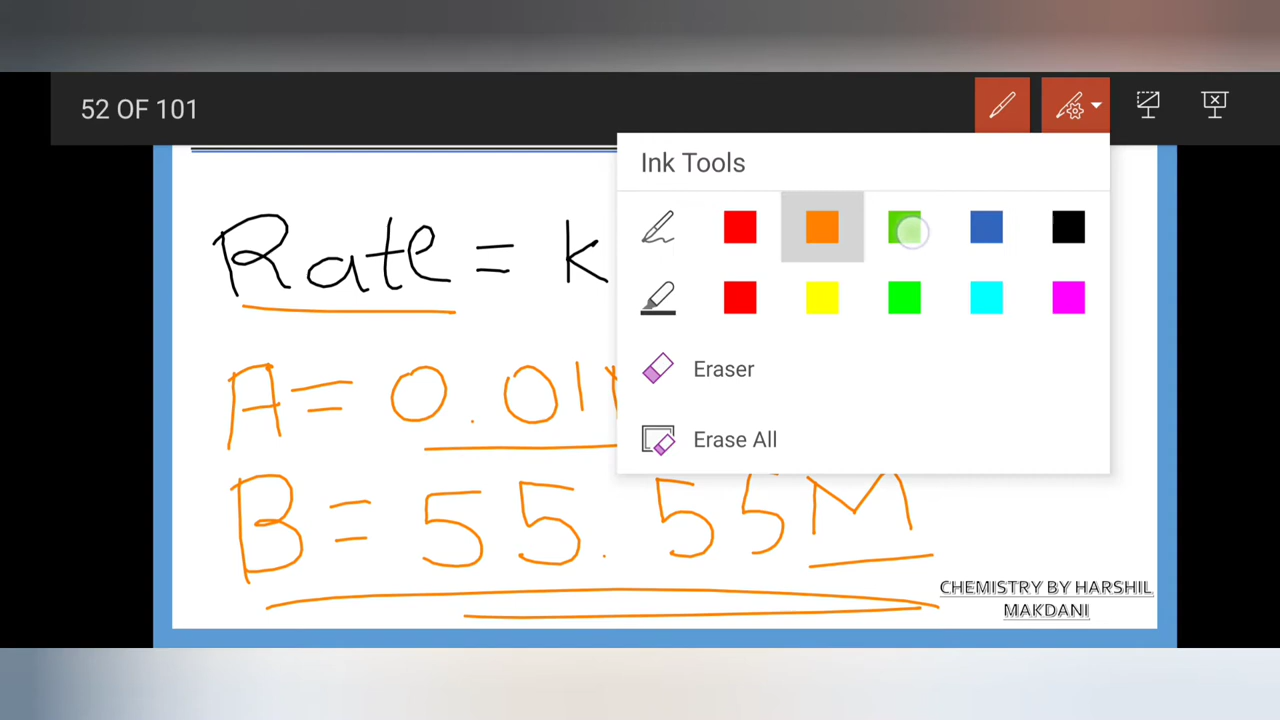 52 OF 101
Ink Tools
Rate = k
A = 0.01
Eraser
Erase All
B = 55.55M
CHEMISTRY BY HARSHIL
MAKDANI